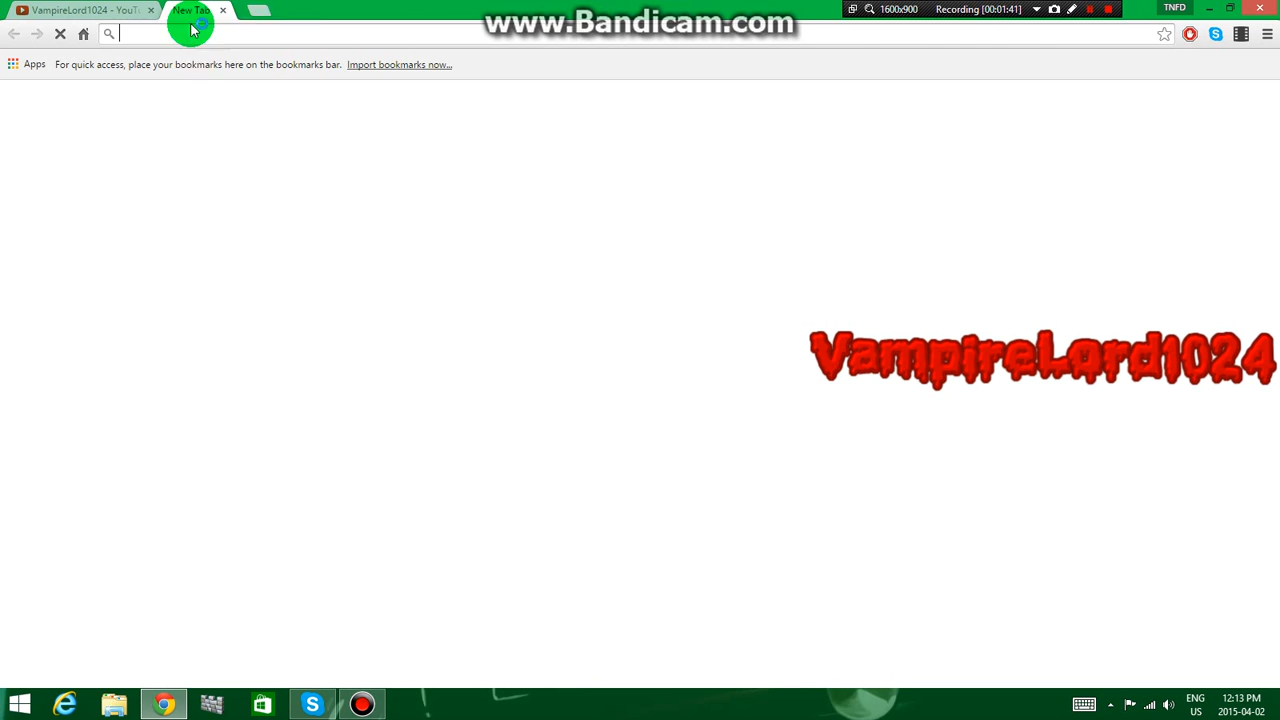 VampireLord1024 - YouTu
New Tab
www.Bandicam.com
1600x900
Recording [00:01:41]
TNFD
Apps
For quick access, place your bookmarks here on the bookmarks bar. Import bookmarks now...
VampireLord1024
ENG
US
12:13 PM
2015-04-02